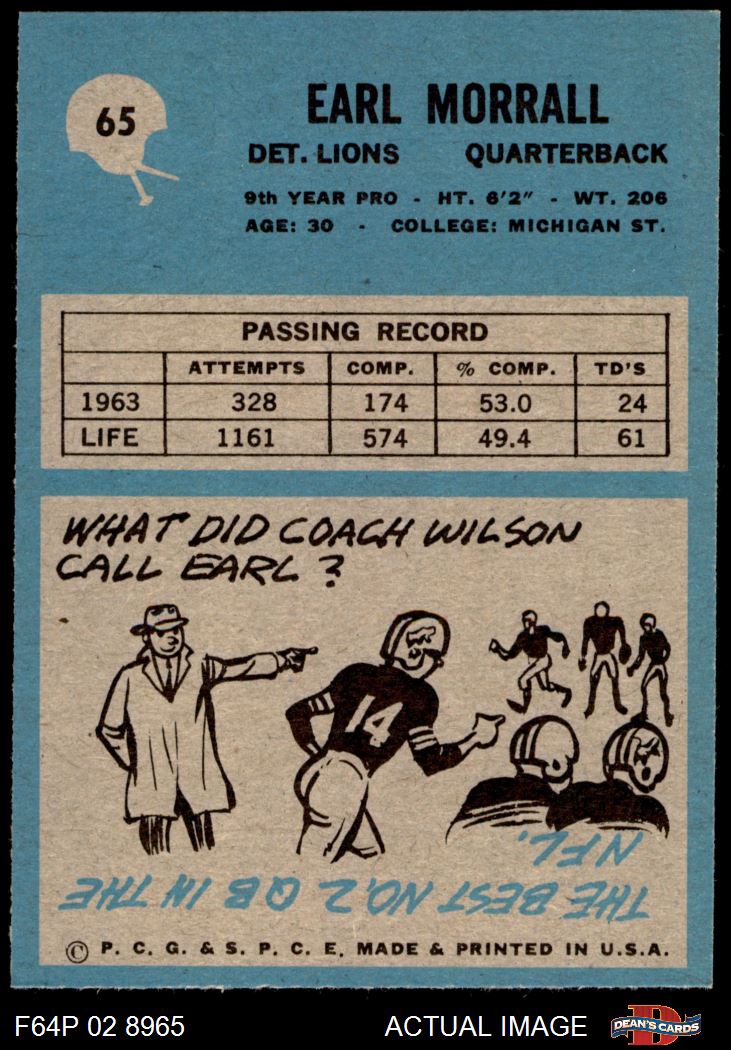 65
EARL MORRALL
DET. LIONS QUARTERBACK
9th YEAR PRO - HT. 6'2" - WT. 206
AGE: 30 - COLLEGE: MICHIGAN ST.
PASSING RECORD
ATTEMPTS COMP. % COMP. TD'S
1963 328 174 53.0 24
LIFE 1161 574 49.4 61
WHAT DID COACH WILSON
CALL EARL?
14
THE BEST NO. 2 QB IN THE
NFL.
© P. C. G. & S. P. C. E. MADE & PRINTED IN U.S.A.
F64P 02 8965 ACTUAL IMAGE
D
DEAN'S CARDS